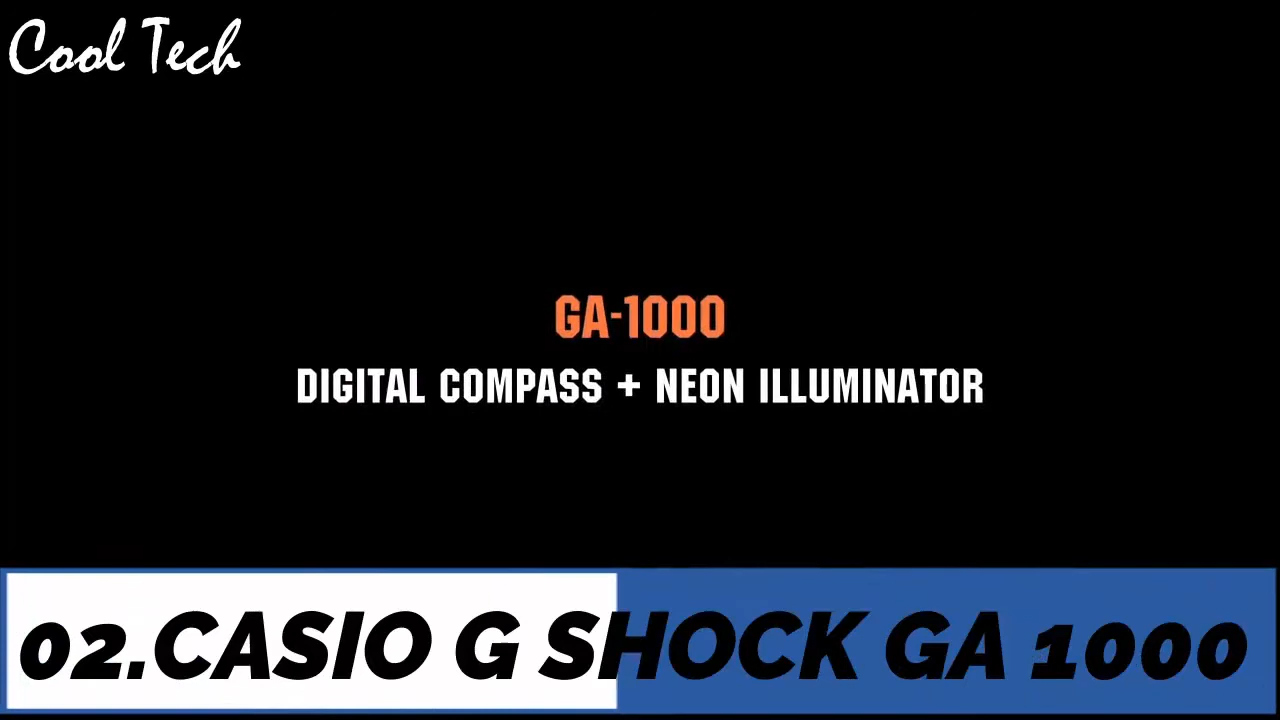 Cool Tech
GA-1000
DIGITAL COMPASS + NEON ILLUMINATOR
02.CASIO G SHOCK GA 1000